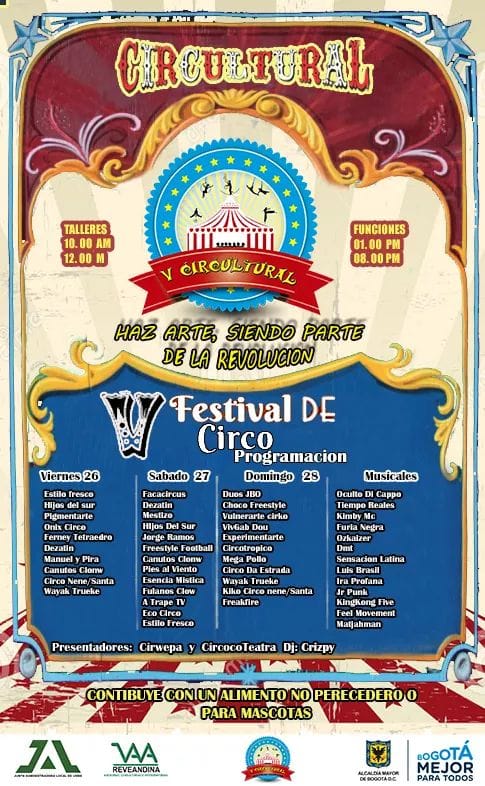 CIRCULTURAL
TALLERES
10.00 AM
12.00 M
FUNCIONES
01.00 PM
08.00 PM
V CIRCULTURAL
HAZ ARTE, SIENDO PARTE
DE LA REVOLUCION
V Festival DE
Circo
Programacion
Viernes 26
Estilo fresco
Hijos del sur
Pigmentarte
Onix Circo
Ferney Tetraedro
Dezatin
Manuel y Pira
Canutos Clonw
Circo Nene/Santa
Wayak Trueke
Sabado 27
Facacircus
Dezatin
Mestizo
Hijos Del Sur
Jorge Ramos
Freestyle Football
Canutos Clonw
Pies al Viento
Esencia Mistica
Fulanos Clow
A Trape TV
Eco Circo
Estilo Fresco
Domingo 28
Duos JBO
Choco Freestyle
Vulnerarte cirko
VivGab Dou
Experimentarte
Circotropico
Mega Pollo
Circo Da Estrada
Wayak Trueke
Kiko Circo nene/Santa
Freakfire
Musicales
Oculto Di Cappo
Tiempo Reales
Kimby Mc
Furia Negra
Ozkaizer
Dmt
Sensacion Latina
Luis Brasil
Ira Profana
Jr Punk
KingKong Five
Feel Movement
Matjahman
Presentadores: Cirwepa y CircocoTeatra Dj: Crizpy
CONTIBUYE CON UN ALIMENTO NO PERECEDERO O
PARA MASCOTAS
JAL
JUNTA ADMINISTRADORA LOCAL DE USME
VAA
REVEANDINA
V CIRCULTURAL
ALCALDÍA MAYOR
DE BOGOTÁ D.C.
BOGOTÁ
MEJOR
PARA TODOS